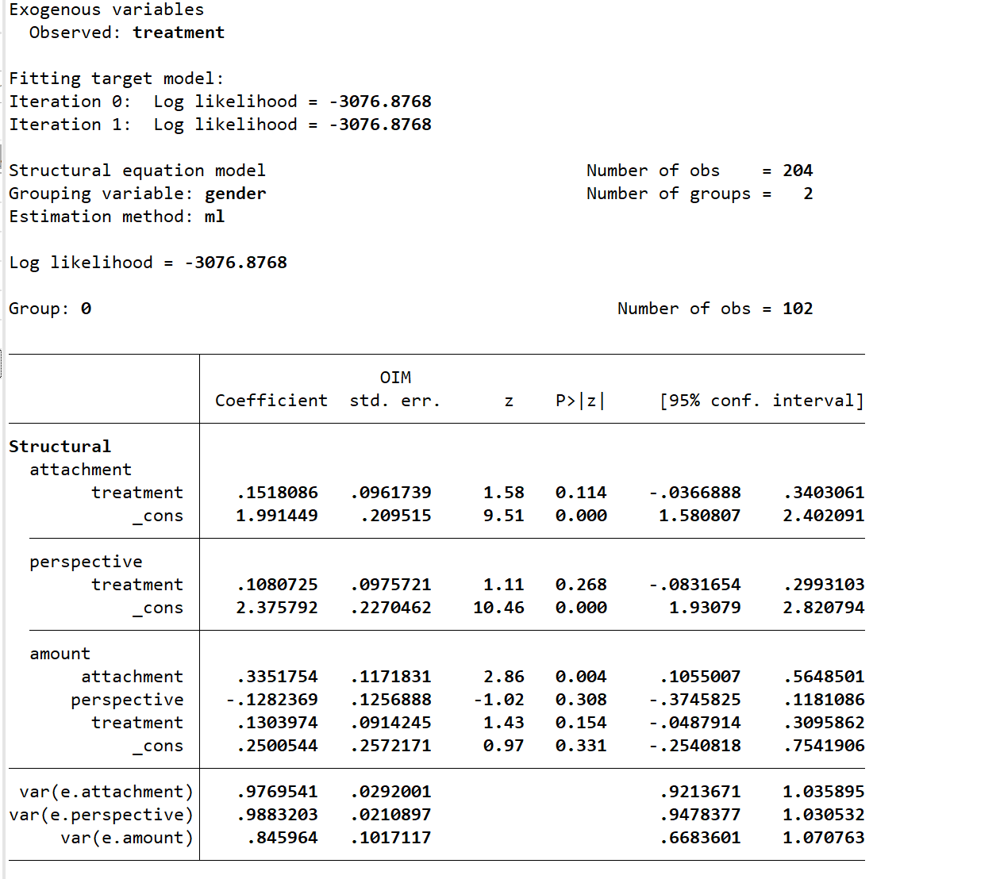 Exogenous variables
Observed: treatment
Fitting target model:
Iteration 0: Log likelihood = -3076.8768
Iteration 1: Log likelihood = -3076.8768
Structural equation model Number of obs = 204
Grouping variable: gender Number of groups = 2
Estimation method: ml
Log likelihood = -3076.8768
Group: 0 Number of obs = 102
OIM
Coefficient std. err. z P>|z| [95% conf. interval]
Structural
attachment
treatment .1518086 .0961739 1.58 0.114 -.0366888 .3403061
_cons 1.991449 .209515 9.51 0.000 1.580807 2.402091
perspective
treatment .1080725 .0975721 1.11 0.268 -.0831654 .2993103
_cons 2.375792 .2270462 10.46 0.000 1.93079 2.820794
amount
attachment .3351754 .1171831 2.86 0.004 .1055007 .5648501
perspective -.1282369 .1256888 -1.02 0.308 -.3745825 .1181086
treatment .1303974 .0914245 1.43 0.154 -.0487914 .3095862
_cons .2500544 .2572171 0.97 0.331 -.2540818 .7541906
var(e.attachment) .9769541 .0292001 .9213671 1.035895
var(e.perspective) .9883203 .0210897 .9478377 1.030532
var(e.amount) .845964 .1017117 .6683601 1.070763